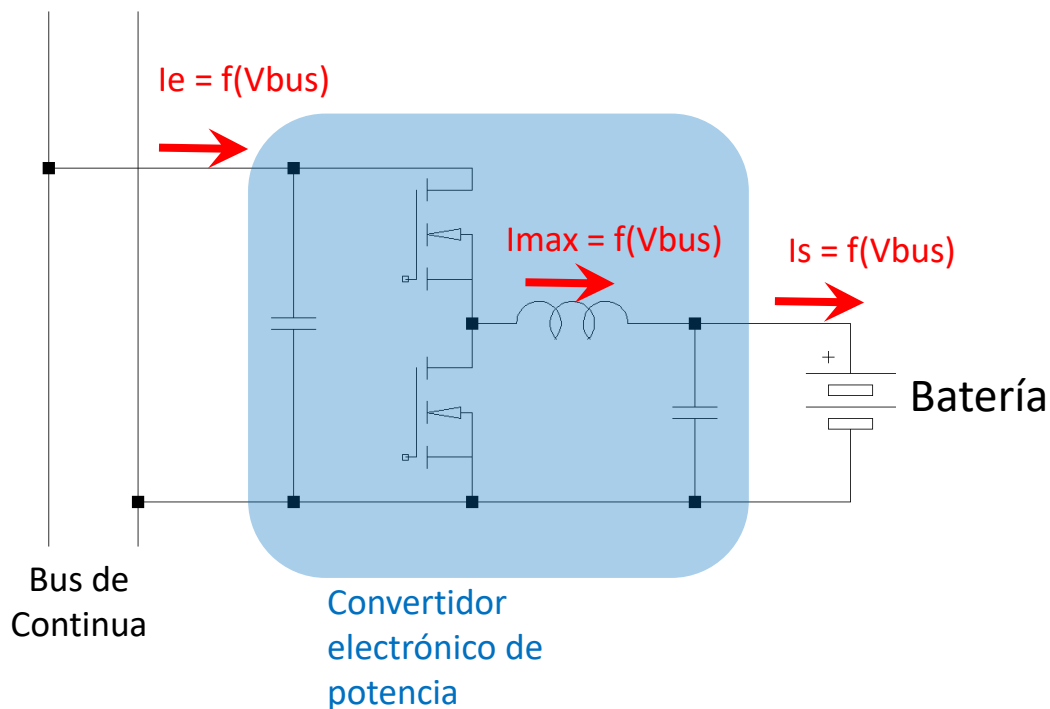 Ie = f(Vbus)
Imax = f(Vbus)
Is = f(Vbus)
+
Batería
Bus de
Continua
Convertidor
electrónico de
potencia